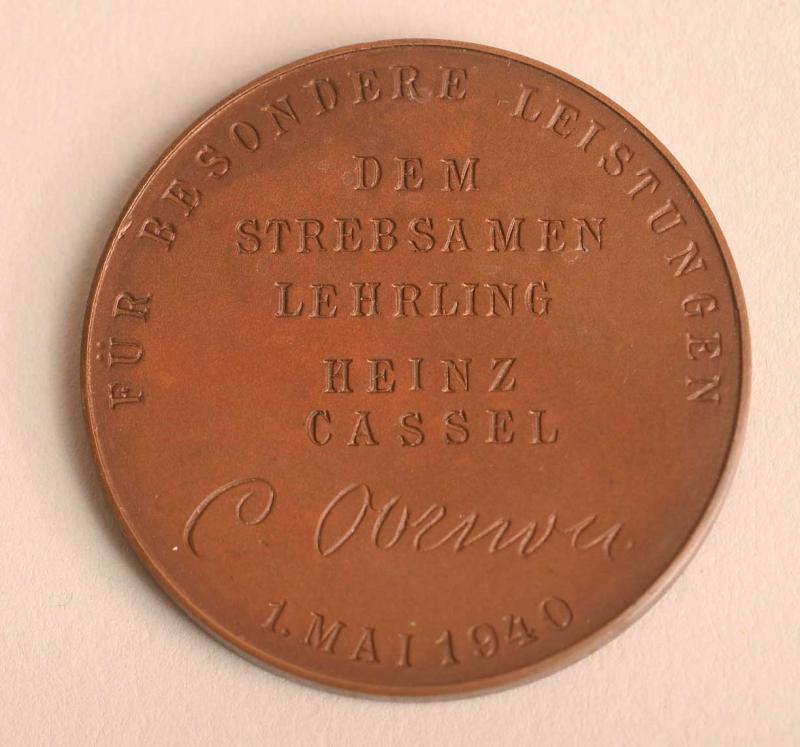 FÜR BESONDERE LEISTUNGEN
DEM
STREBSAMEN
LEHRLING
HEINZ
CASSEL
C
1. MAI 1940